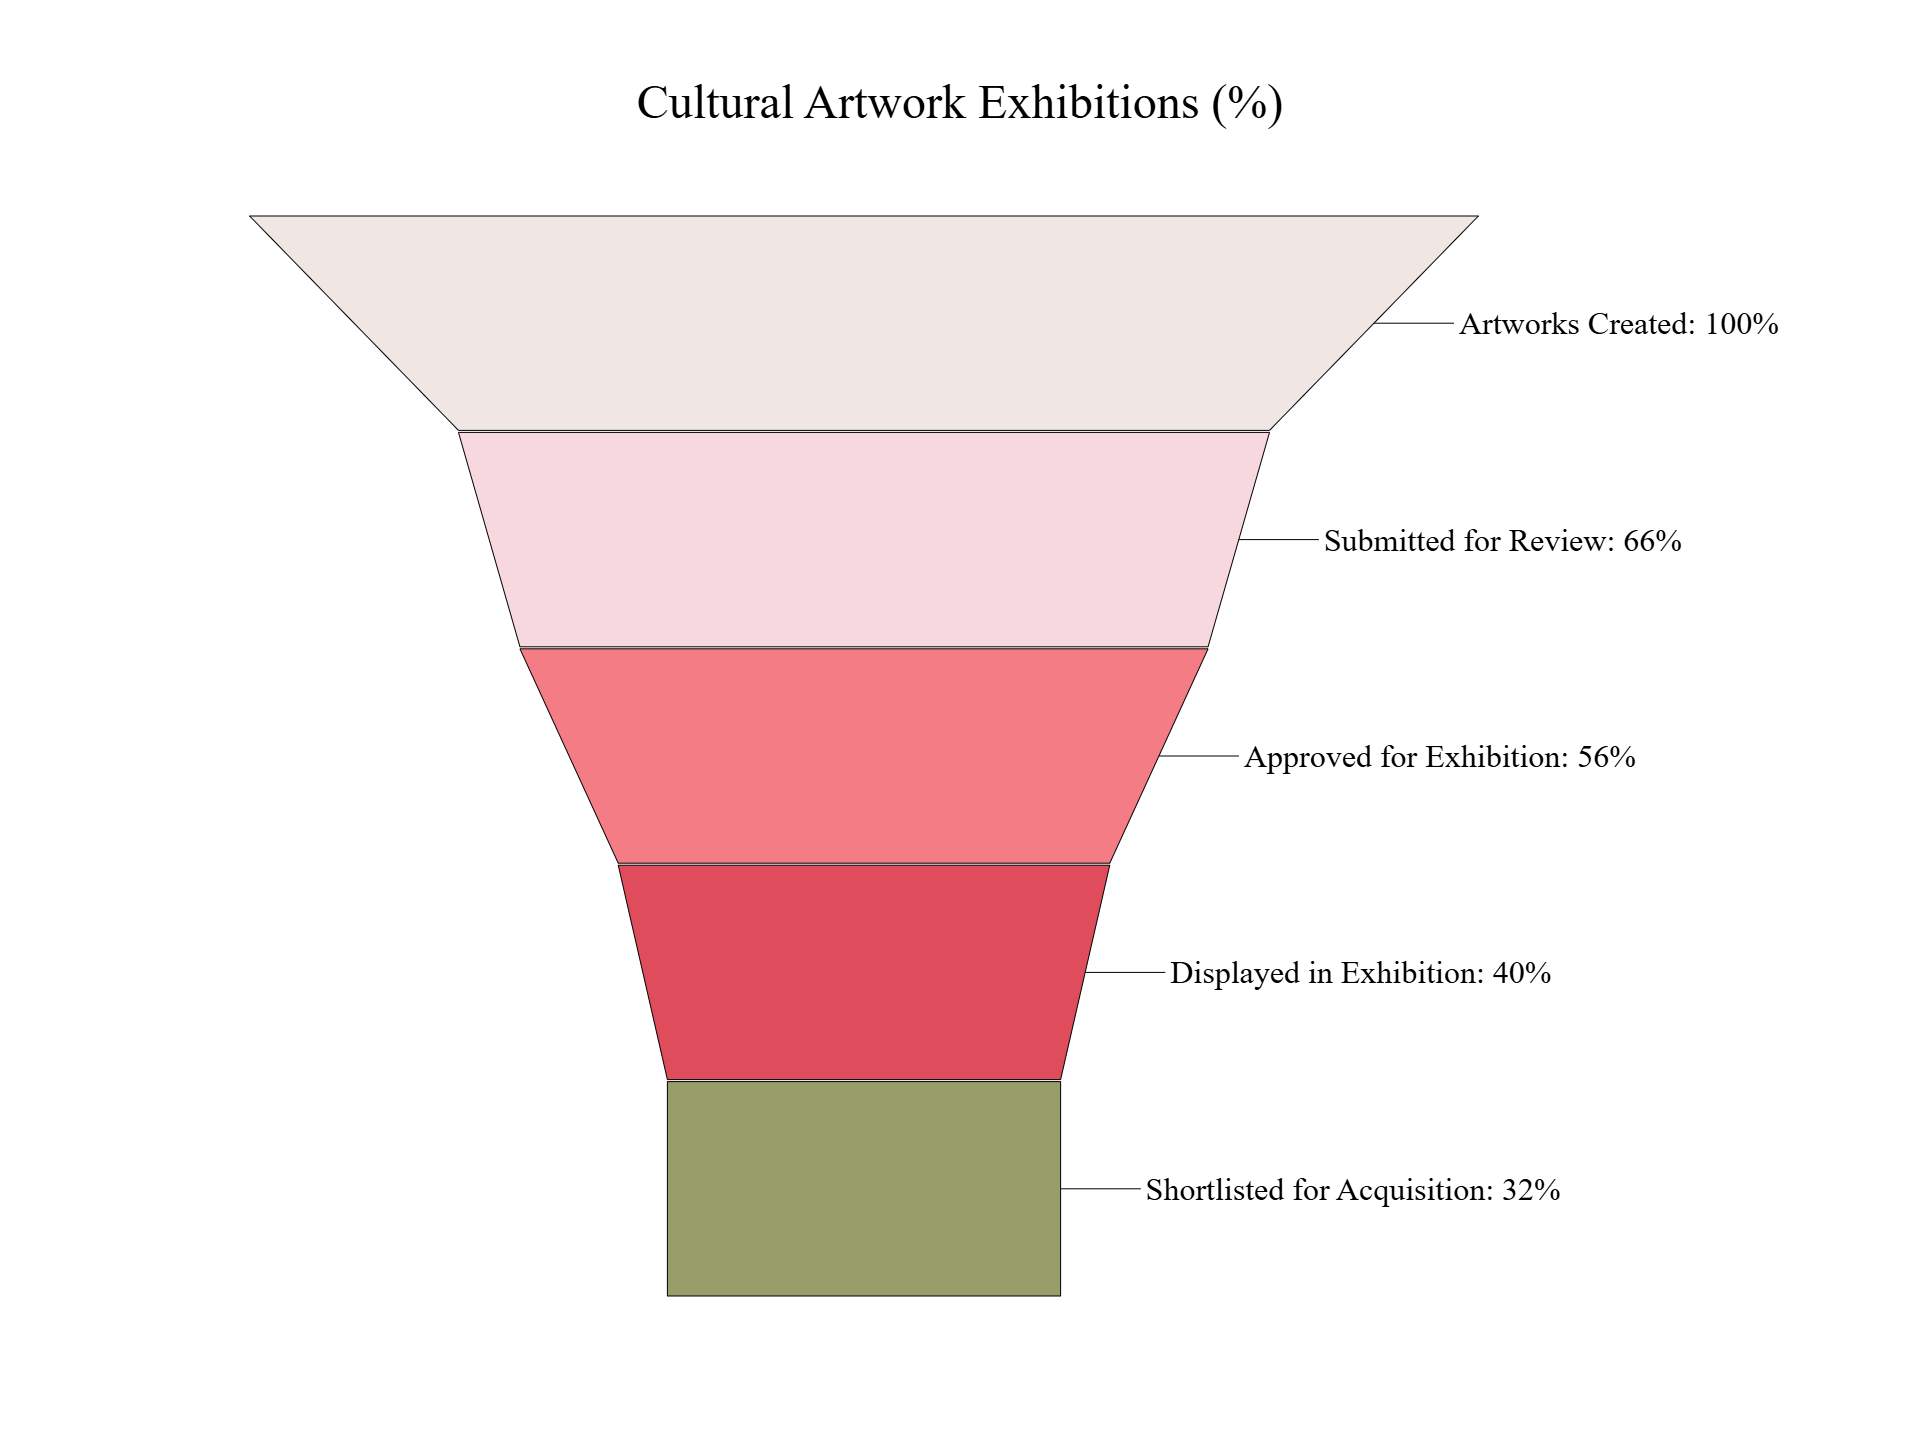 Cultural Artwork Exhibitions (%)
Artworks Created: 100%
Submitted for Review: 66%
Approved for Exhibition: 56%
Displayed in Exhibition: 40%
Shortlisted for Acquisition: 32%